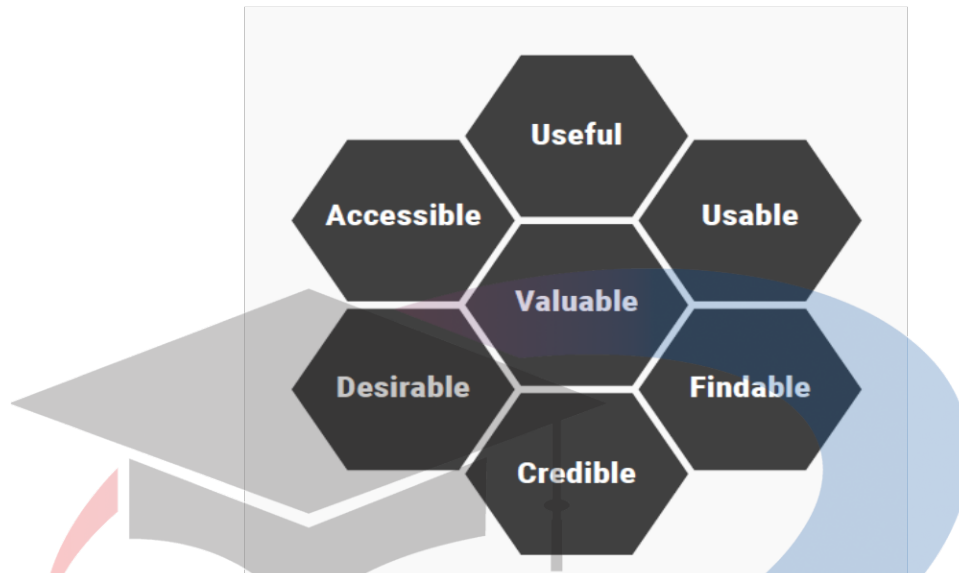 Useful
Accessible
Usable
Valuable
Desirable
Findable
Credible